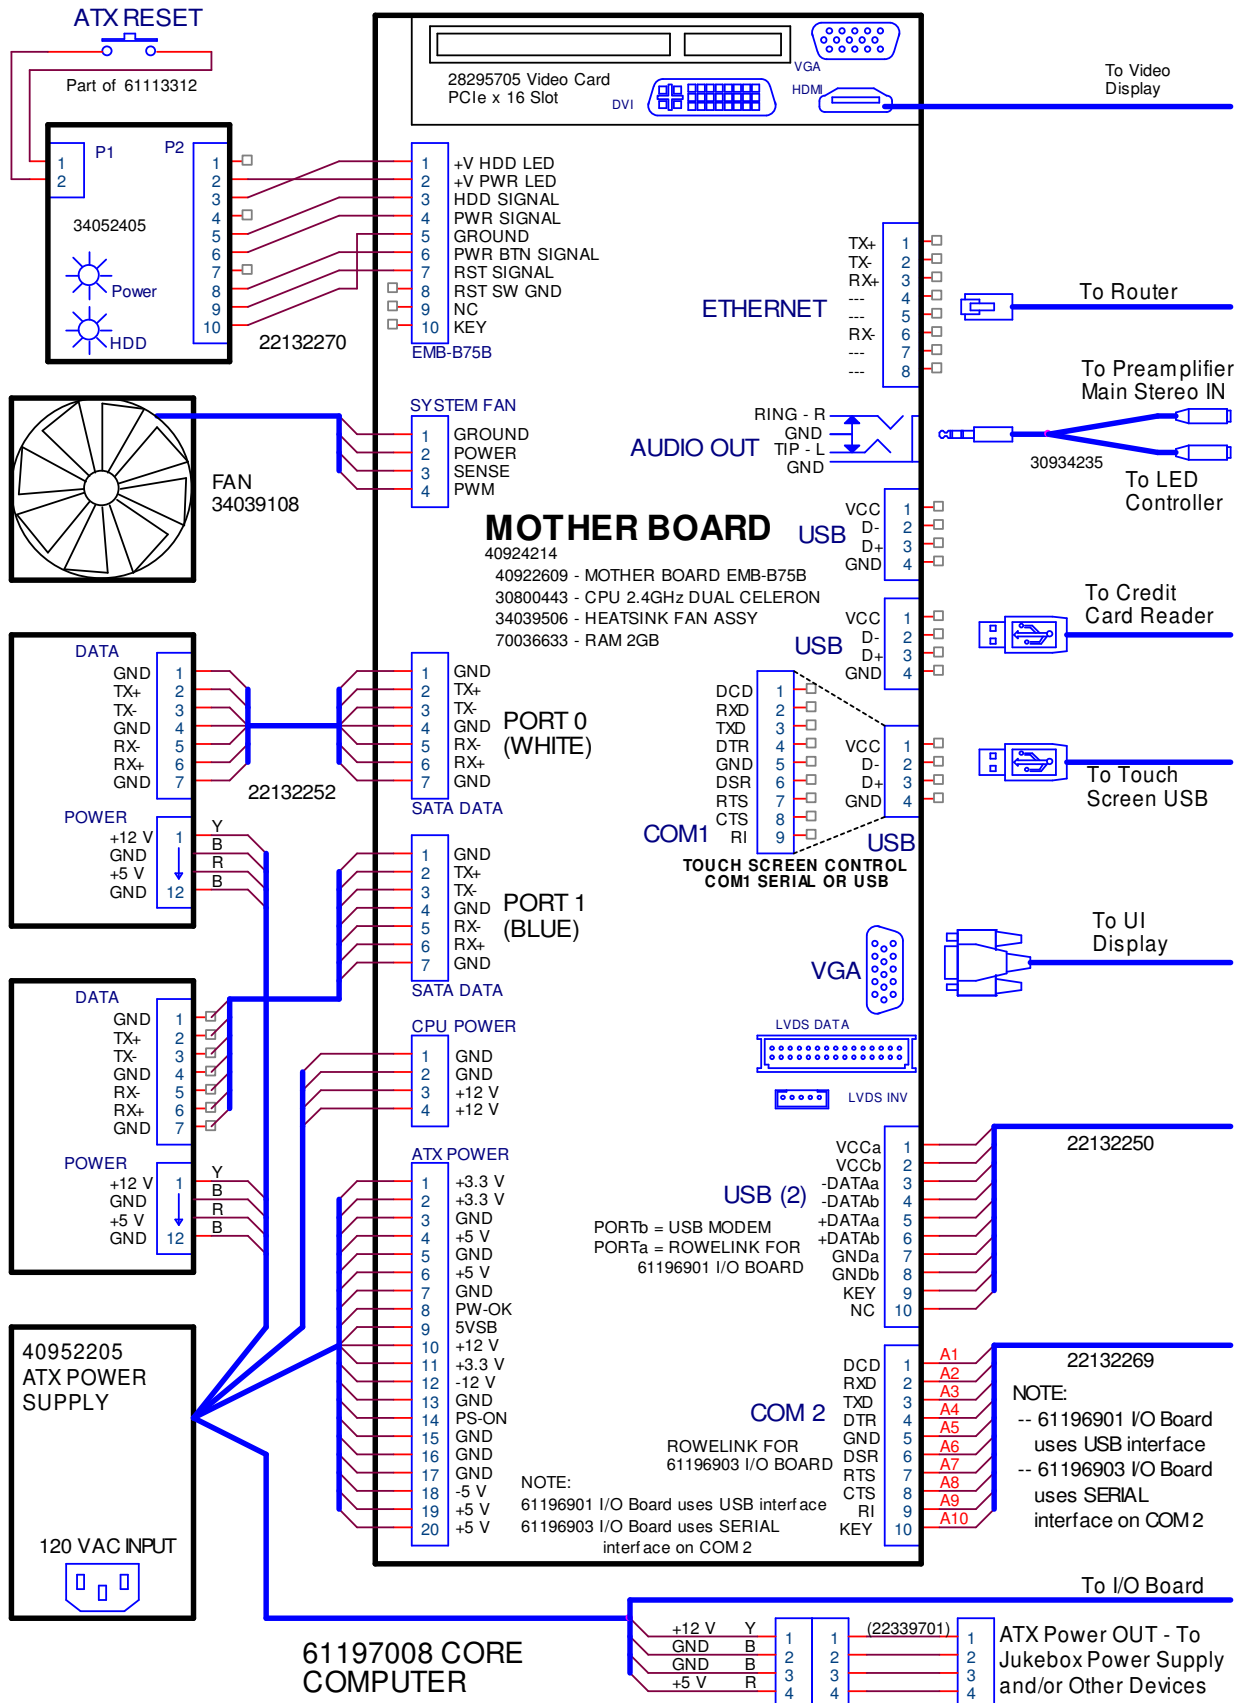 ATX RESET
Part of 61113312
P1
P2
1
2
1
2
3
4
5
6
7
8
9
10
34052405
Power
HDD
22132270
28295705 Video Card
PCIe x 16 Slot
DVI
VGA
HDMI
To Video
Display
1 +V HDD LED
2 +V PWR LED
3 HDD SIGNAL
4 PWR SIGNAL
5 GROUND
6 PWR BTN SIGNAL
7 RST SIGNAL
8 RST SW GND
9 NC
10 KEY
EMB-B75B
ETHERNET
TX+ 1
TX- 2
RX+ 3
--- 4
--- 5
RX- 6
--- 7
--- 8
To Router
FAN
34039108
SYSTEM FAN
1 GROUND
2 POWER
3 SENSE
4 PWM
AUDIO OUT
RING - R
GND
TIP - L
GND
To Preamplifier
Main Stereo IN
30934235
To LED
Controller
MOTHER BOARD
40924214
40922609 - MOTHER BOARD EMB-B75B
30800443 - CPU 2.4GHz DUAL CELERON
34039506 - HEATSINK FAN ASSY
70036633 - RAM 2GB
USB
VCC 1
D- 2
D+ 3
GND 4
USB
VCC 1
D- 2
D+ 3
GND 4
To Credit
Card Reader
DATA
GND 1
TX+ 2
TX- 3
GND 4
RX- 5
RX+ 6
GND 7
22132252
POWER
+12 V 1 Y
GND B
+5 V R
GND 12 B
1 GND
2 TX+
3 TX-
4 GND
5 RX-
6 RX+
7 GND
SATA DATA
PORT 0
(WHITE)
COM1
DCD 1
RXD 2
TXD 3
DTR 4
GND 5
DSR 6
RTS 7
CTS 8
RI 9
VCC 1
D- 2
D+ 3
GND 4
USB
TOUCH SCREEN CONTROL
COM1 SERIAL OR USB
To Touch
Screen USB
1 GND
2 TX+
3 TX-
4 GND
5 RX-
6 RX+
7 GND
SATA DATA
PORT 1
(BLUE)
VGA
To UI
Display
DATA
GND 1
TX+ 2
TX- 3
GND 4
RX- 5
RX+ 6
GND 7
POWER
+12 V 1 Y
GND B
+5 V R
GND 12 B
CPU POWER
1 GND
2 GND
3 +12 V
4 +12 V
LVDS DATA
LVDS INV
ATX POWER
1 +3.3 V
2 +3.3 V
3 GND
4 +5 V
5 GND
6 +5 V
7 GND
8 PW-OK
9 5VSB
10 +12 V
11 +3.3 V
12 -12 V
13 GND
14 PS-ON
15 GND
16 GND
17 GND
18 -5 V
19 +5 V
20 +5 V
USB (2)
PORTb = USB MODEM
PORTa = ROWELINK FOR
61196901 I/O BOARD
VCCa 1
VCCb 2
-DATAa 3
-DATAb 4
+DATAa 5
+DATAb 6
GNDa 7
GNDb 8
KEY 9
NC 10
22132250
COM 2
ROWELINK FOR
61196903 I/O BOARD
DCD 1 A1
RXD 2 A2
TXD 3 A3
DTR 4 A4
GND 5 A5
DSR 6 A6
RTS 7 A7
CTS 8 A8
RI 9 A9
KEY 10 A10
22132269
NOTE:
-- 61196901 I/O Board
uses USB interface
-- 61196903 I/O Board
uses SERIAL
interface on COM 2
NOTE:
61196901 I/O Board uses USB interface
61196903 I/O Board uses SERIAL
interface on COM 2
40952205
ATX POWER
SUPPLY
120 VAC INPUT
61197008 CORE
COMPUTER
To I/O Board
+12 V Y 1 1 (22339701) 1
GND B 2 2 2
GND B 3 3 3
+5 V R 4 4 4
ATX Power OUT - To
Jukebox Power Supply
and/or Other Devices